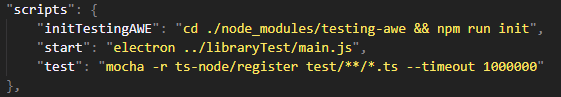 "scripts": {
"initTestingAWE": "cd ./node_modules/testing-awe && npm run init",
"start": "electron ../libraryTest/main.js",
"test": "mocha -r ts-node/register test/**/*.ts --timeout 1000000"
},